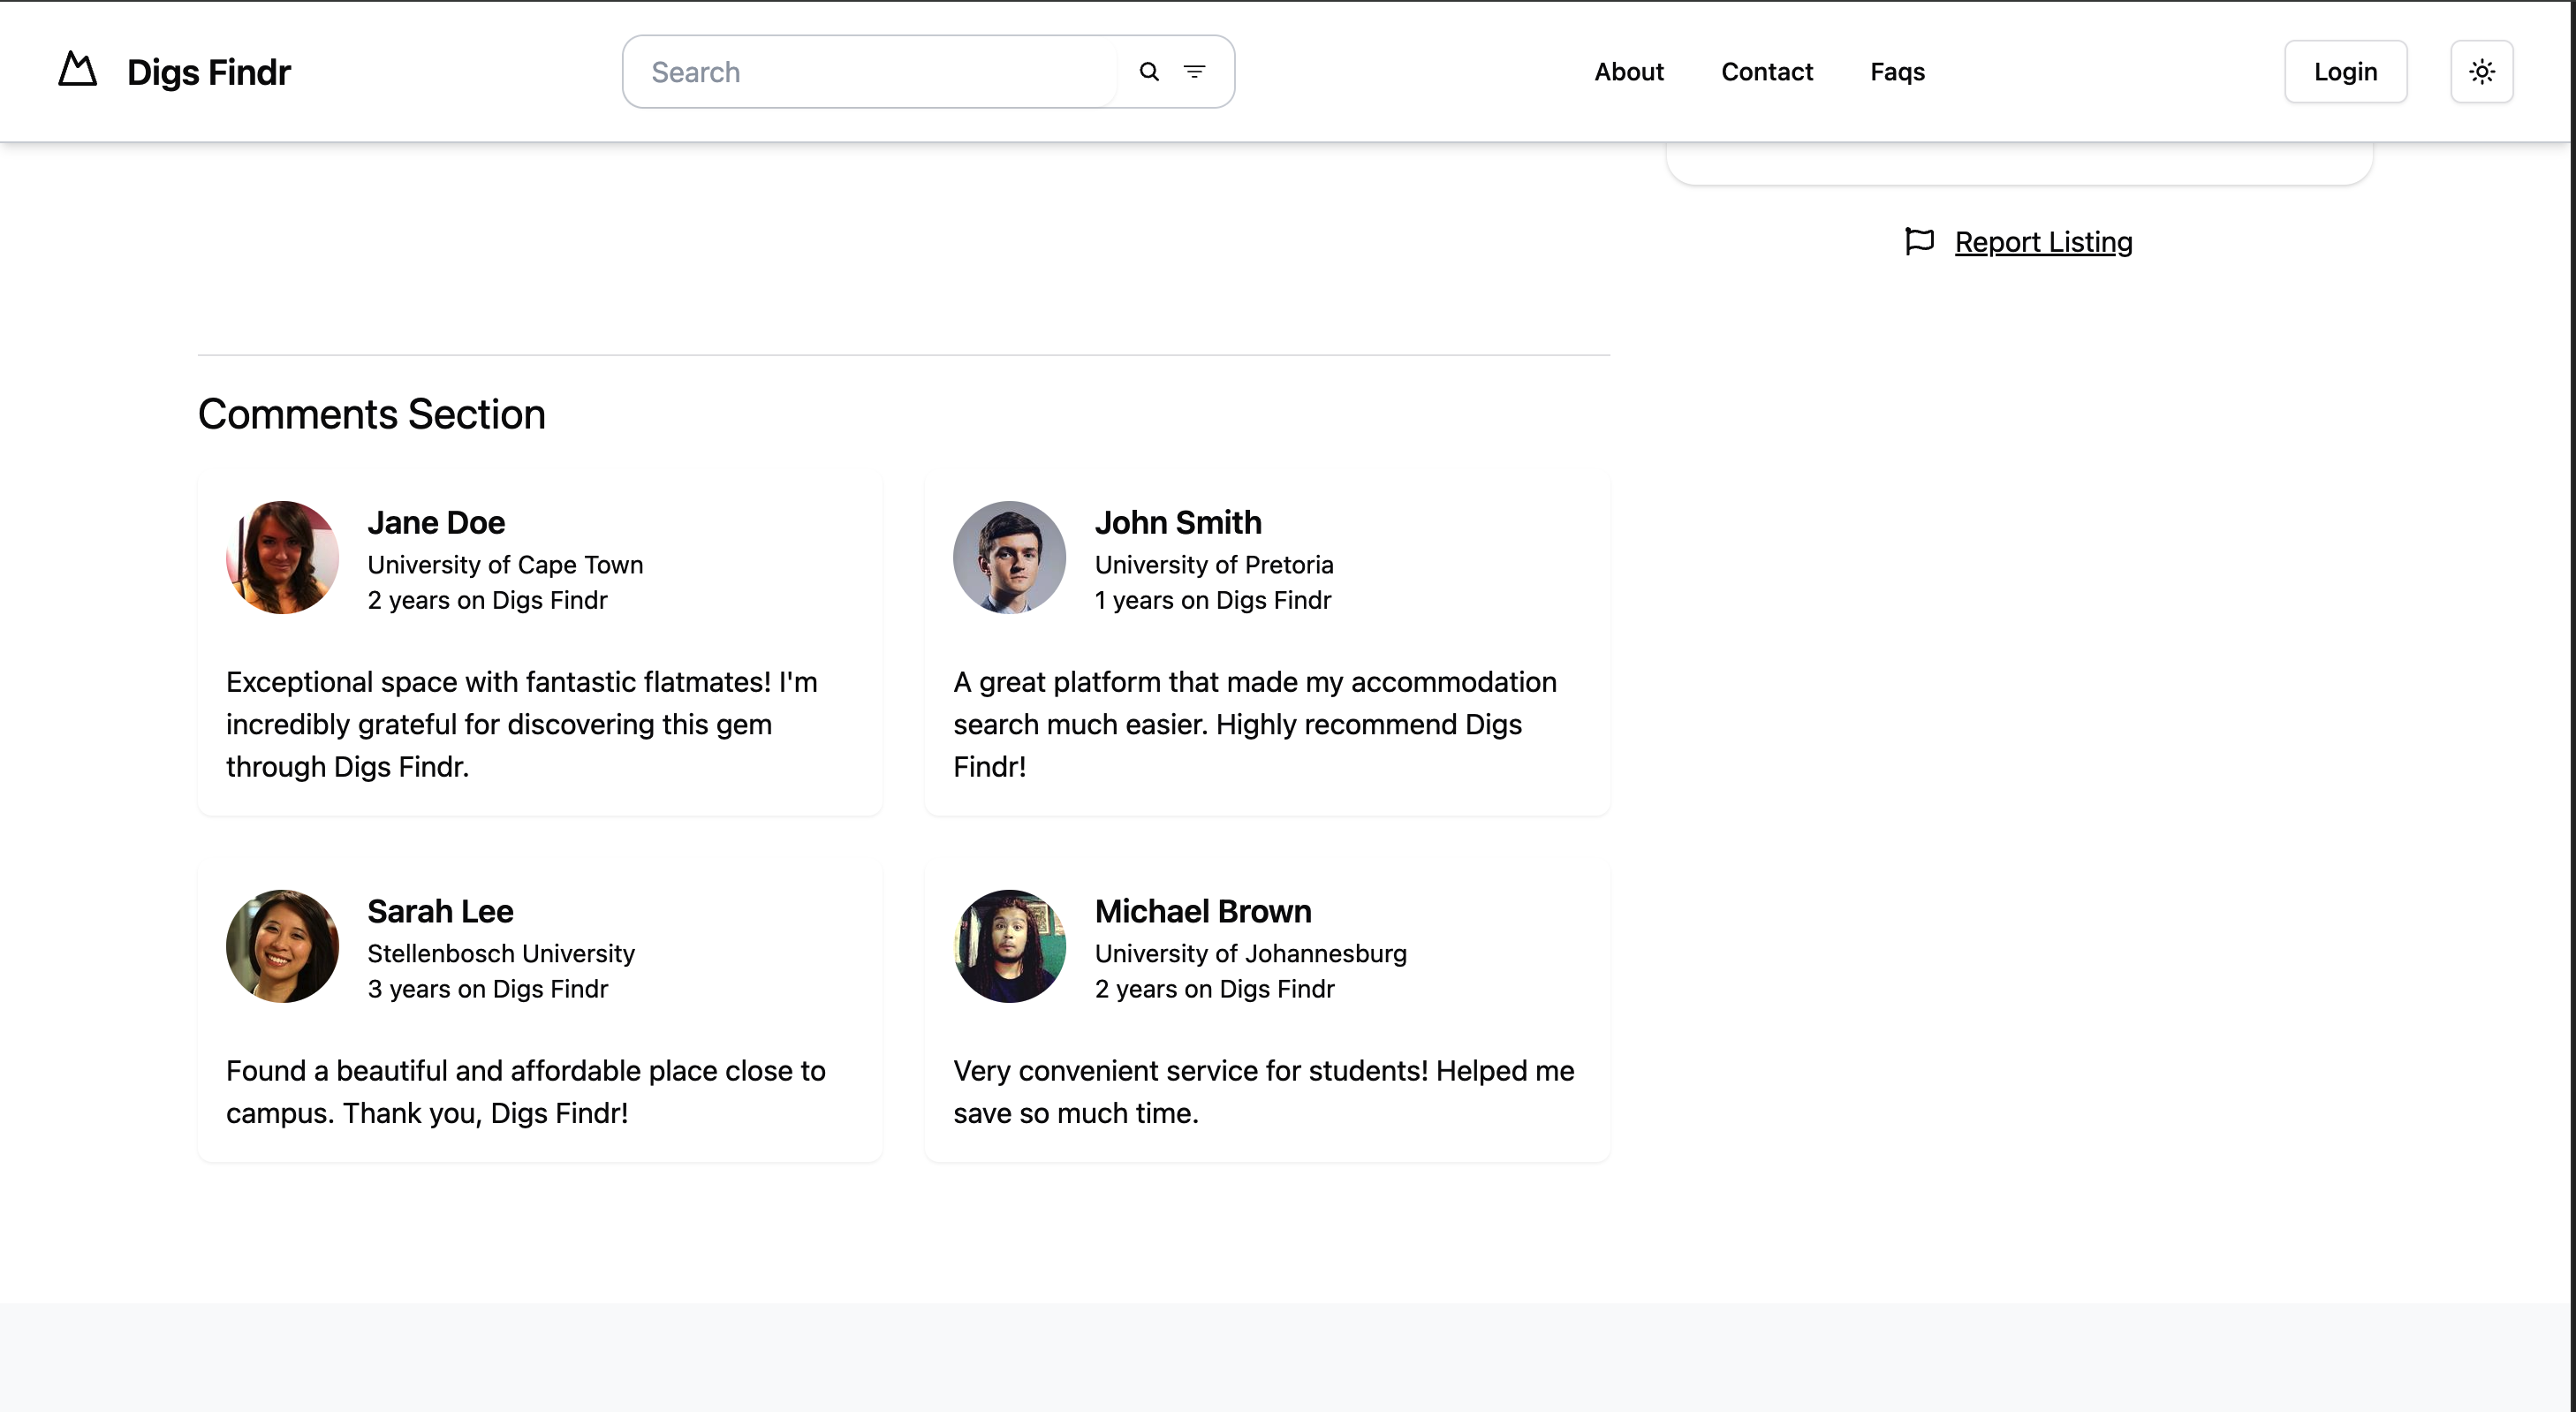 Digs Findr
Search
About
Contact
Faqs
Login
Report Listing
Comments Section
Jane Doe
University of Cape Town
2 years on Digs Findr
Exceptional space with fantastic flatmates! I'm
incredibly grateful for discovering this gem
through Digs Findr.
John Smith
University of Pretoria
1 years on Digs Findr
A great platform that made my accommodation
search much easier. Highly recommend Digs
Findr!
Sarah Lee
Stellenbosch University
3 years on Digs Findr
Found a beautiful and affordable place close to
campus. Thank you, Digs Findr!
Michael Brown
University of Johannesburg
2 years on Digs Findr
Very convenient service for students! Helped me
save so much time.